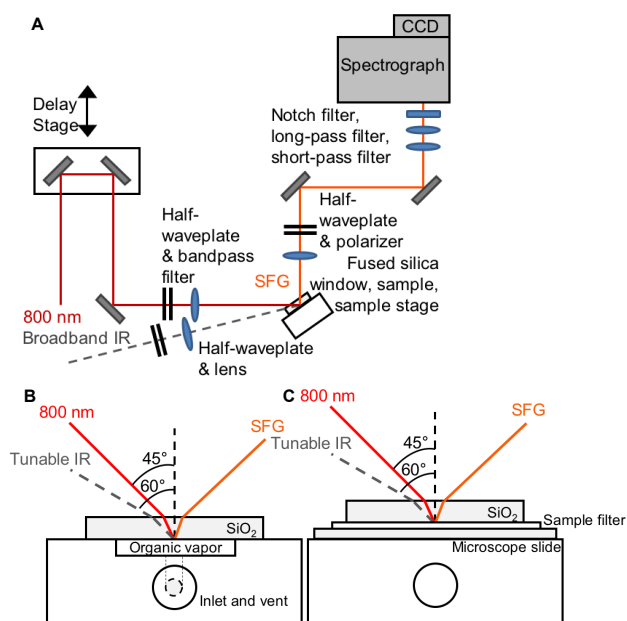 A
CCD
Spectrograph
Delay
Stage
Notch filter,
long-pass filter,
short-pass filter
Half-
waveplate
& polarizer
Half-
waveplate
& bandpass
filter
SFG
Fused silica
window, sample,
sample stage
800 nm
Broadband IR
Half-waveplate
& lens
B
800 nm
SFG
Tunable IR
45°
60°
SiO2
Organic vapor
Inlet and vent
C
800 nm
SFG
Tunable IR
45°
60°
SiO2
Sample filter
Microscope slide